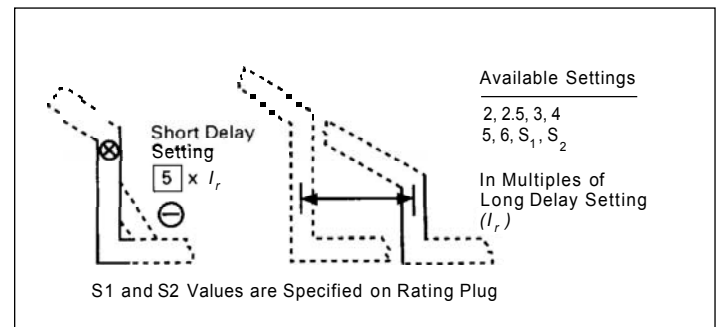 Short Delay
Setting
5 x Ir
Available Settings
2, 2.5, 3, 4
5, 6, S1, S2
In Multiples of
Long Delay Setting
(Ir)
S1 and S2 Values are Specified on Rating Plug